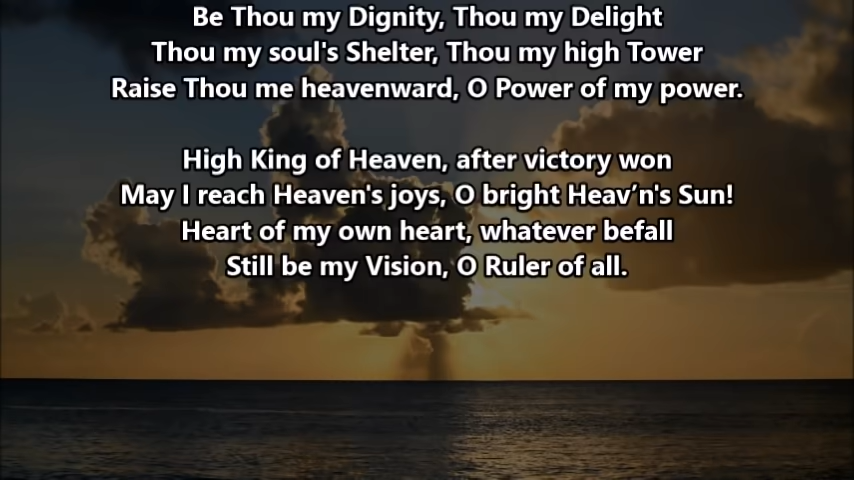 Be Thou my Dignity, Thou my Delight
Thou my soul's Shelter, Thou my high Tower
Raise Thou me heavenward, O Power of my power.
High King of Heaven, after victory won
May I reach Heaven's joys, O bright Heav’n's Sun!
Heart of my own heart, whatever befall
Still be my Vision, O Ruler of all.